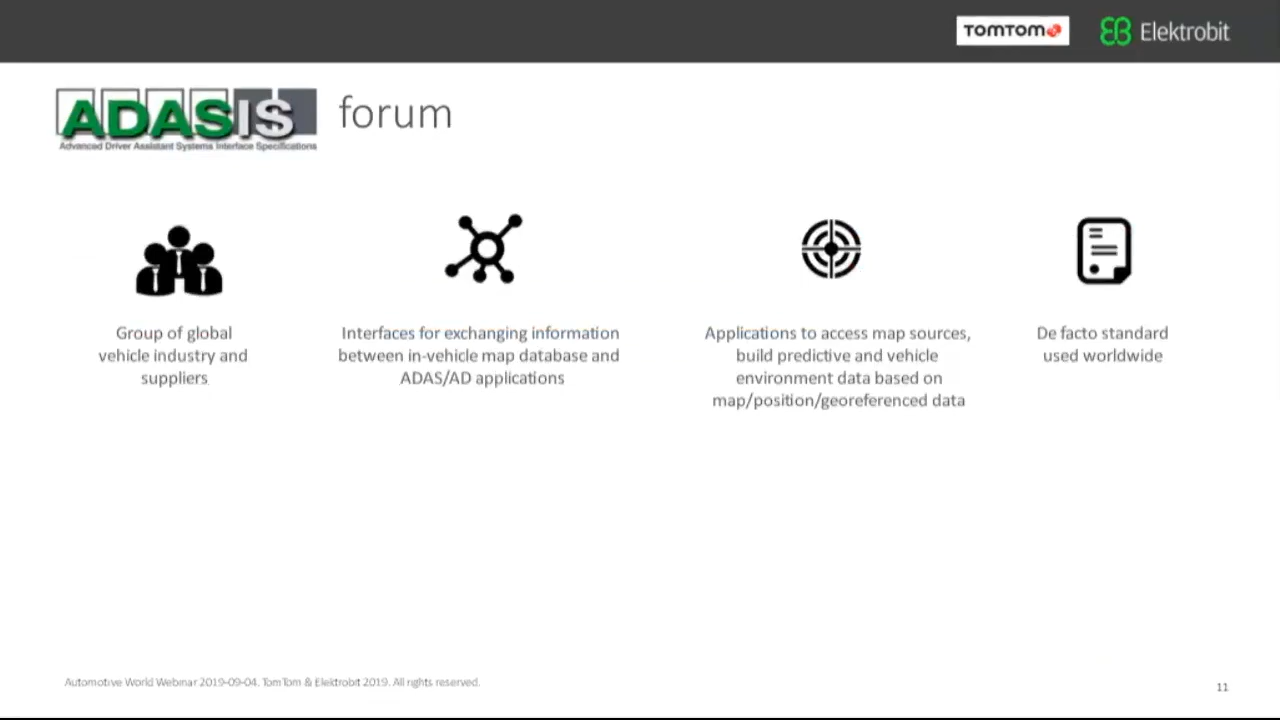 TOMTOM
Elektrobit
ADASIS forum
Advanced Driver Assistant Systems Interface Specifications
Group of global
vehicle industry and
suppliers
Interfaces for exchanging information
between in-vehicle map database and
ADAS/AD applications
Applications to access map sources,
build predictive and vehicle
environment data based on
map/position/georeferenced data
De facto standard
used worldwide
Automotive World Webinar 2019-09-04. TomTom & Elektrobit 2019. All rights reserved.
11